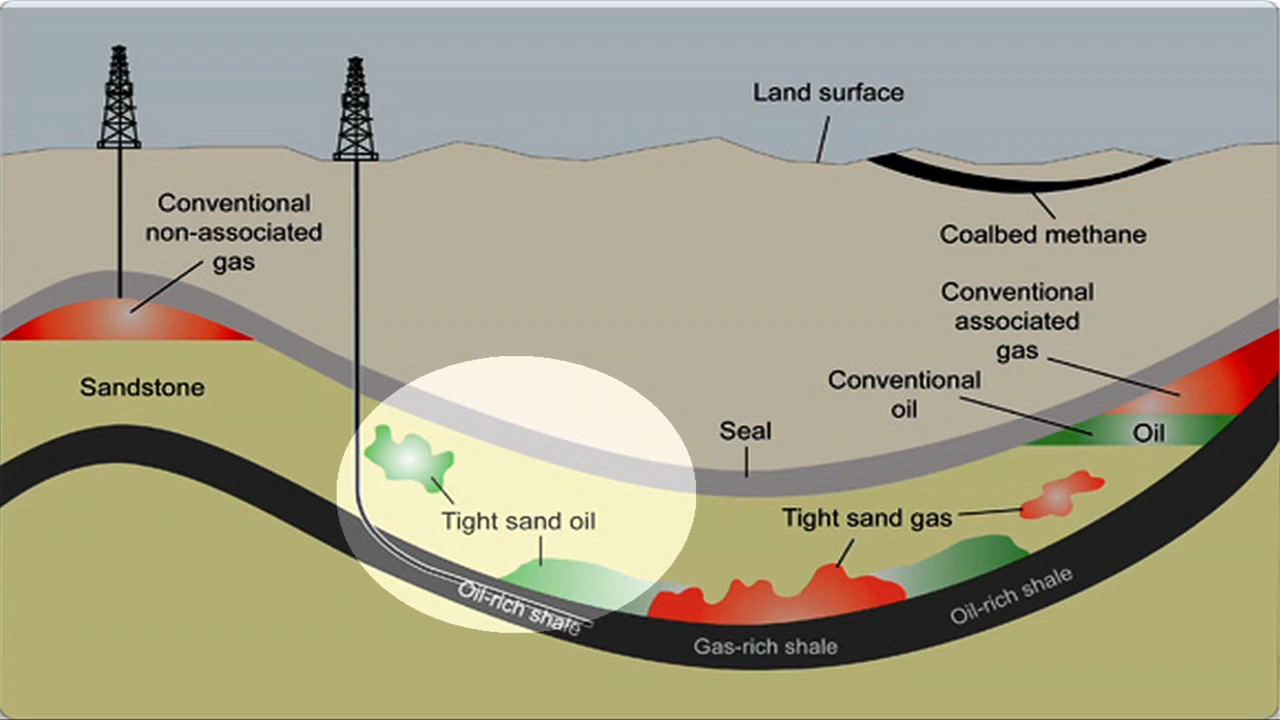 Land surface
Conventional
non-associated
gas
Coalbed methane
Conventional
associated
gas
Sandstone
Conventional
oil
Seal
Oil
Tight sand oil
Tight sand gas
Oil-rich shale
Gas-rich shale
Oil-rich shale